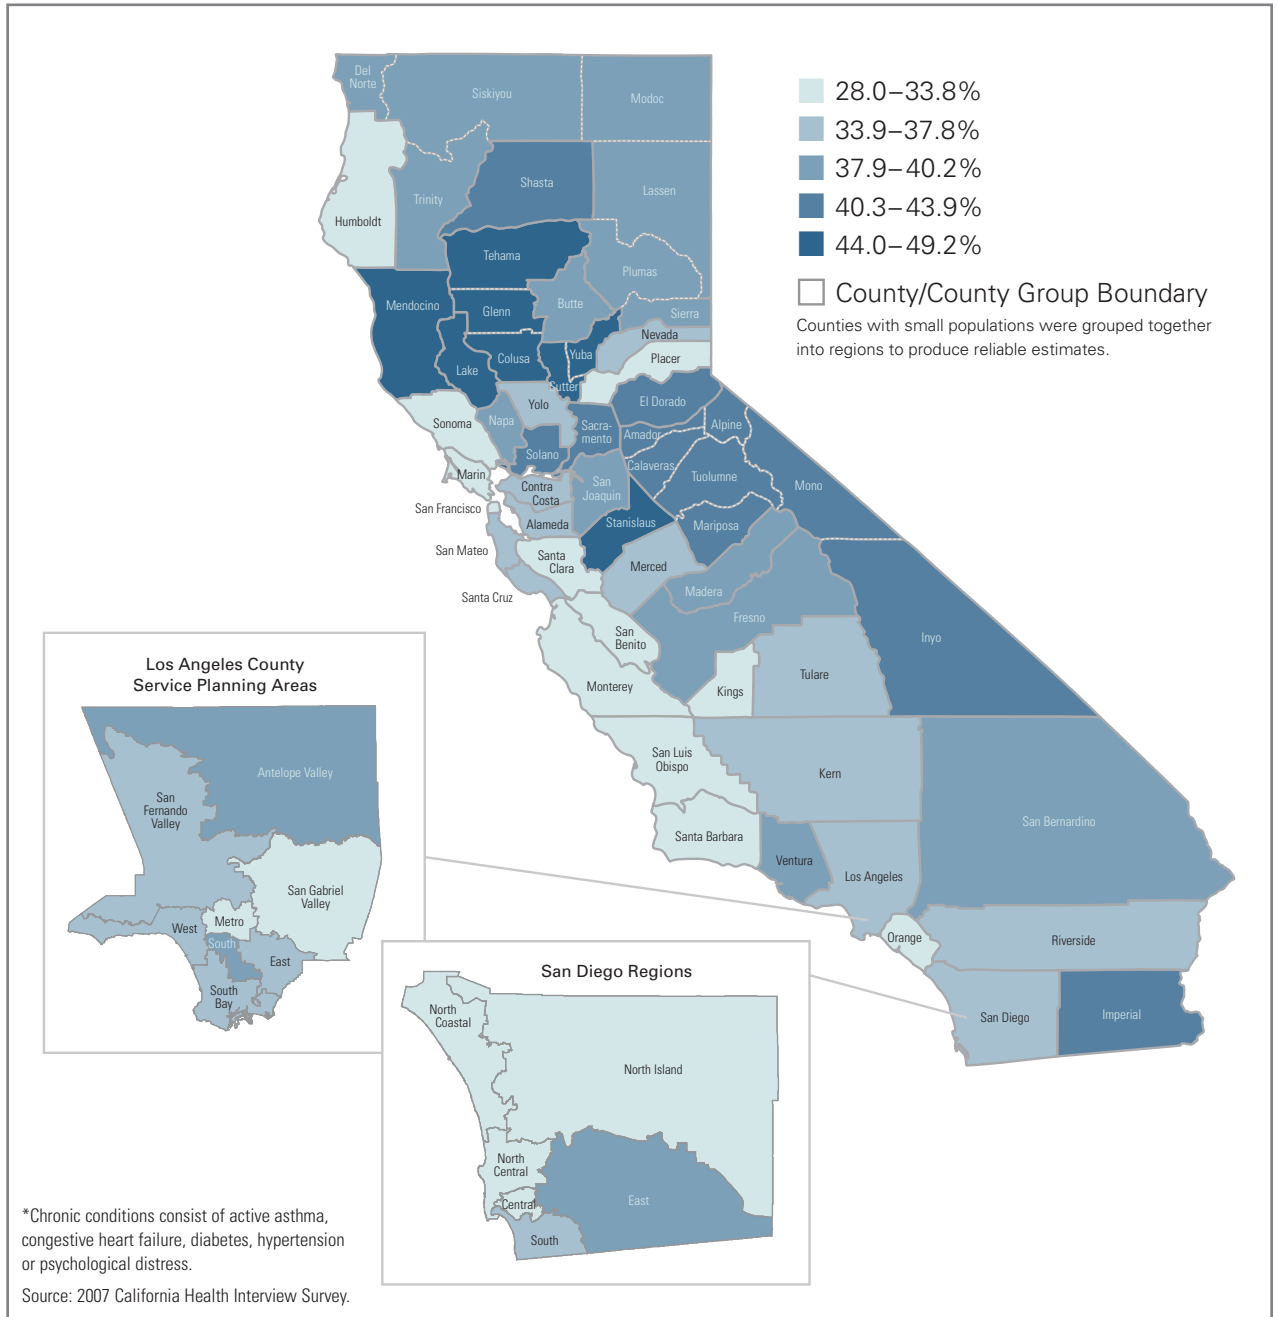 28.0–33.8%
33.9–37.8%
37.9–40.2%
40.3–43.9%
44.0–49.2%
County/County Group Boundary
Counties with small populations were grouped together
into regions to produce reliable estimates.
Del
Norte
Siskiyou
Modoc
Humboldt
Trinity
Shasta
Lassen
Tehama
Plumas
Mendocino
Glenn
Butte
Sierra
Nevada
Placer
Lake
Colusa
Yuba
Sutter
El Dorado
Sonoma
Napa
Yolo
Sacra-
mento
Amador
Alpine
Solano
Calaveras
Tuolumne
Mono
Marin
Contra
Costa
San
Joaquin
San Francisco
Alameda
Stanislaus
Mariposa
San Mateo
Santa
Clara
Merced
Santa Cruz
Madera
Fresno
San
Benito
Inyo
Monterey
Kings
Tulare
San Luis
Obispo
Kern
San Bernardino
Santa Barbara
Ventura
Los Angeles
Orange
Riverside
San Diego
Imperial
Los Angeles County
Service Planning Areas
Antelope Valley
San
Fernando
Valley
San Gabriel
Valley
West
Metro
South
East
South
Bay
San Diego Regions
North
Coastal
North Island
North
Central
Central
East
South
*Chronic conditions consist of active asthma,
congestive heart failure, diabetes, hypertension
or psychological distress.
Source: 2007 California Health Interview Survey.